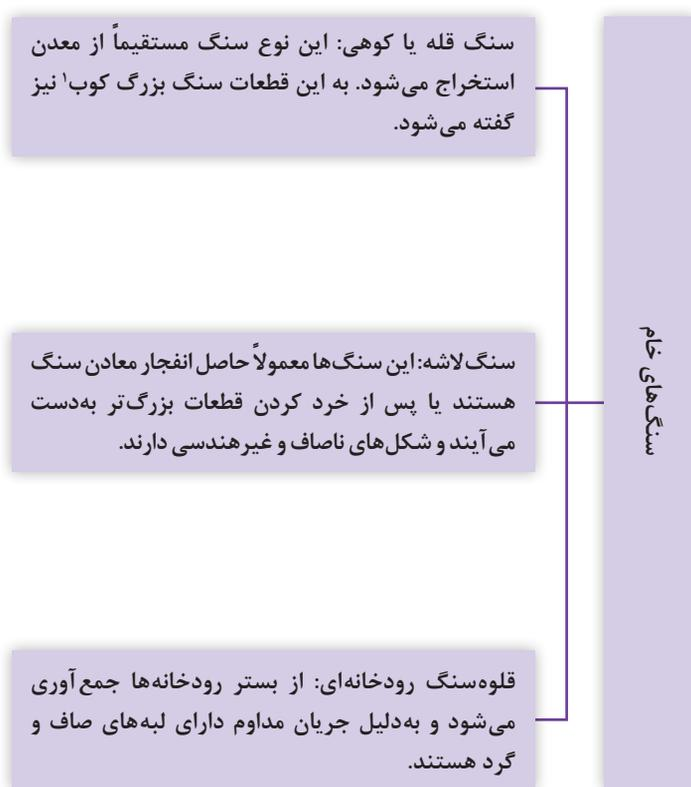 سنگ‌های خام
سنگ قله یا کوهی: این نوع سنگ مستقیماً از معدن
استخراج می‌شود. به این قطعات سنگ بزرگ کوب۱ نیز
گفته می‌شود.
سنگ لاشه: این سنگ‌ها معمولاً حاصل انفجار معادن سنگ
هستند یا پس از خرد کردن قطعات بزرگ‌تر به‌دست
می‌آیند و شکل‌های ناصاف و غیرهندسی دارند.
قلوه‌سنگ رودخانه‌ای: از بستر رودخانه‌ها جمع‌آوری
می‌شود و به‌دلیل جریان مداوم دارای لبه‌های صاف و
گرد هستند.